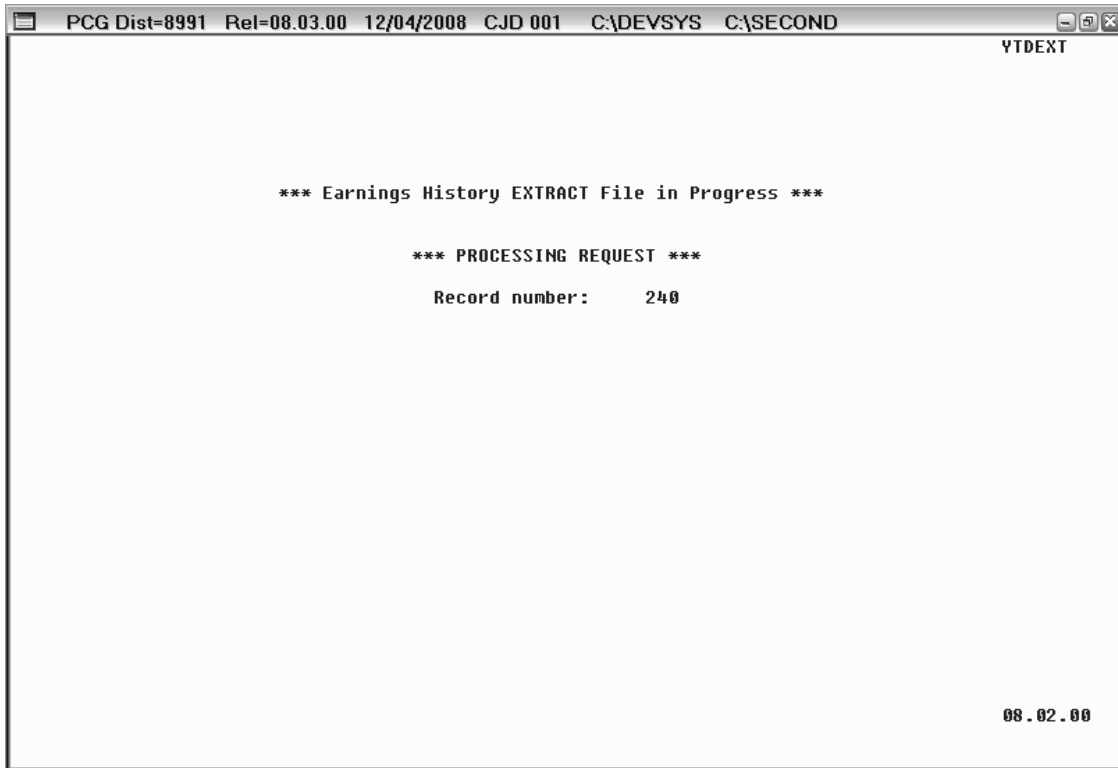 PCG Dist=8991 Rel=08.03.00 12/04/2008 CJD 001 C:\DEVSYS C:\SECOND
YTDEXT
*** Earnings History EXTRACT File in Progress ***
*** PROCESSING REQUEST ***
Record number: 240
08.02.00